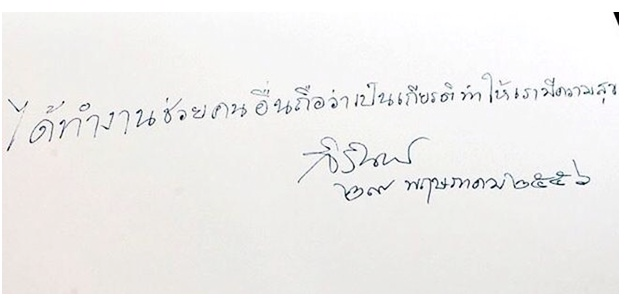 ได้ทำงานช่วยคนอื่นถือว่าเป็นเกียรติทำให้เรามีความสุข
สิรินธร
๒๙ พฤษภาคม ๒๕๕๖